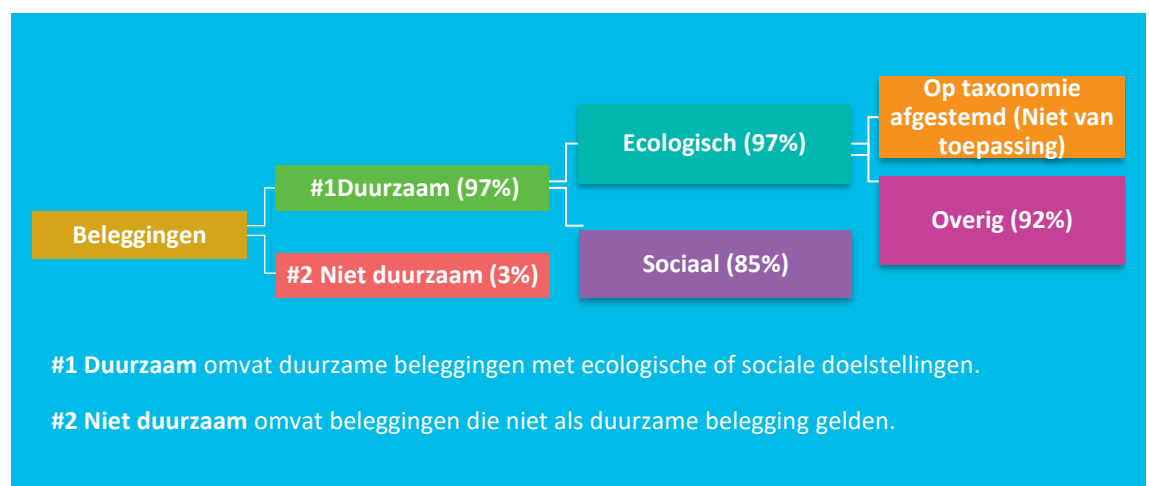 Beleggingen
#1Duurzaam (97%)
#2 Niet duurzaam (3%)
Ecologisch (97%)
Sociaal (85%)
Op taxonomie
afgestemd (Niet van
toepassing)
Overig (92%)
#1 Duurzaam omvat duurzame beleggingen met ecologische of sociale doelstellingen.
#2 Niet duurzaam omvat beleggingen die niet als duurzame belegging gelden.